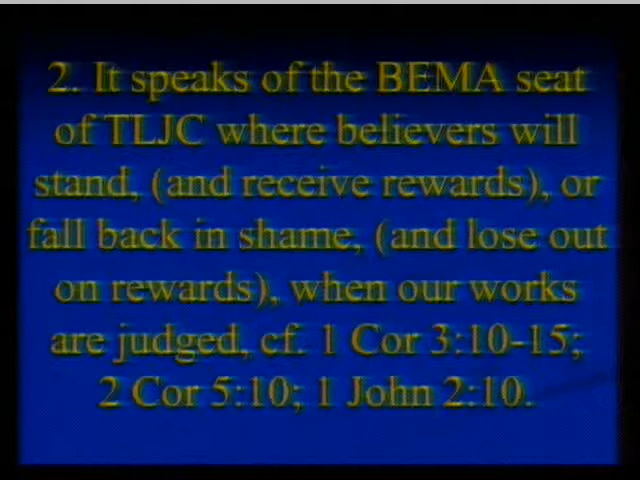 2. It speaks of the BEMA seat
of TLJC where believers will
stand, (and receive rewards), or
fall back in shame, (and lose out
on rewards), when our works
are judged, cf. 1 Cor 3:10-15;
2 Cor 5:10; 1 John 2:10.